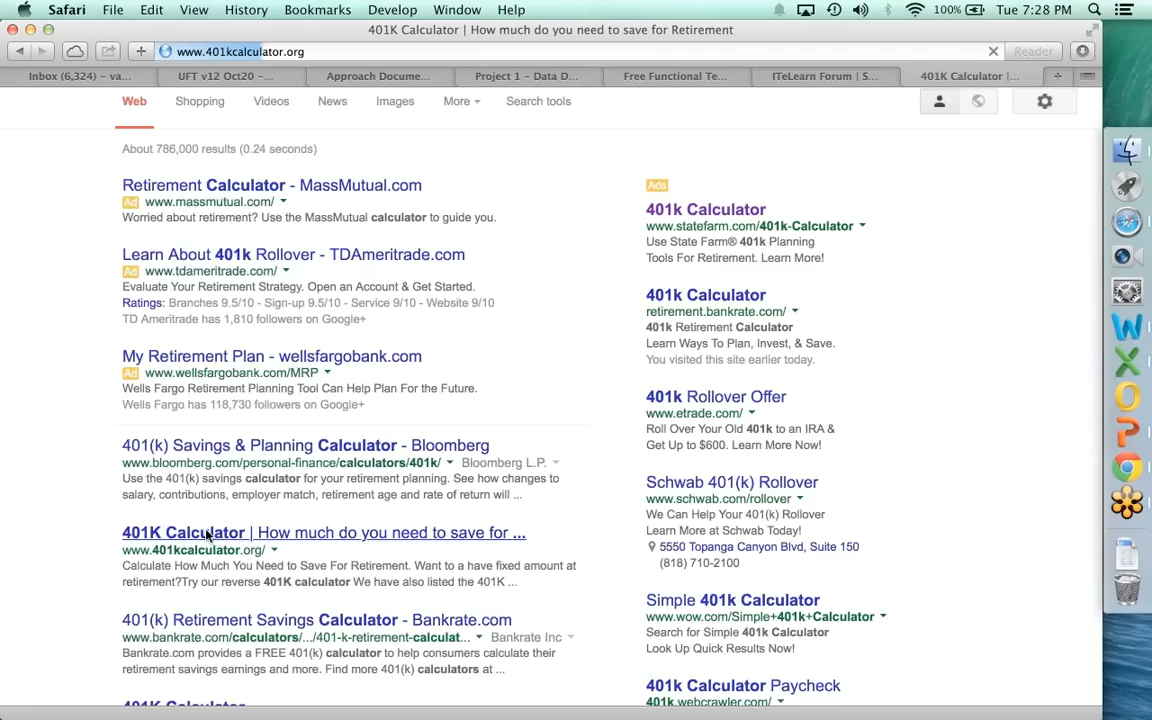 Safari File Edit View History Bookmarks Develop Window Help 100% Tue 7:28 PM
401K Calculator | How much do you need to save for Retirement
www.401kcalculator.org Reader
Inbox (6,324) – va... UFT v12 Oct20 -... Approach Docume... Project 1 - Data D... Free Functional Te... ITeLearn Forum | S... 401K Calculator |...
Web Shopping Videos News Images More Search tools
About 786,000 results (0.24 seconds)
Retirement Calculator - MassMutual.com
Ad www.massmutual.com/
Worried about retirement? Use the MassMutual calculator to guide you.
Learn About 401k Rollover - TDAmeritrade.com
Ad www.tdameritrade.com/
Evaluate Your Retirement Strategy. Open an Account & Get Started.
Ratings: Branches 9.5/10 - Sign-up 9.5/10 - Service 9/10 - Website 9/10
TD Ameritrade has 1,810 followers on Google+
My Retirement Plan - wellsfargobank.com
Ad www.wellsfargobank.com/MRP
Wells Fargo Retirement Planning Tool Can Help Plan For the Future.
Wells Fargo has 118,730 followers on Google+
401(k) Savings & Planning Calculator - Bloomberg
www.bloomberg.com/personal-finance/calculators/401k/ Bloomberg L.P.
Use the 401(k) savings calculator for your retirement planning. See how changes to
salary, contributions, employer match, retirement age and rate of return will ...
401K Calculator | How much do you need to save for ...
www.401kcalculator.org/
Calculate How Much You Need to Save For Retirement. Want to a have fixed amount at
retirement?Try our reverse 401K calculator We have also listed the 401K ...
401(k) Retirement Savings Calculator - Bankrate.com
www.bankrate.com/calculators/.../401-k-retirement-calculat... Bankrate Inc
Bankrate.com provides a FREE 401(k) calculator to help consumers calculate their
retirement savings earnings and more. Find more 401(k) calculators at ...
401K Calculator
Ads
401k Calculator
www.statefarm.com/401k-Calculator
Use State Farm® 401k Planning
Tools For Retirement. Learn More!
401k Calculator
retirement.bankrate.com/
401k Retirement Calculator
Learn Ways To Plan, Invest, & Save.
You visited this site earlier today.
401k Rollover Offer
www.etrade.com/
Roll Over Your Old 401k to an IRA &
Get Up to $600. Learn More Now!
Schwab 401(k) Rollover
www.schwab.com/rollover
We Can Help Your 401(k) Rollover
Learn More at Schwab Today!
5550 Topanga Canyon Blvd, Suite 150
(818) 710-2100
Simple 401k Calculator
www.wow.com/Simple+401k+Calculator
Search for Simple 401k Calculator
Look Up Quick Results Now!
401k Calculator Paycheck
401k.webcrawler.com/